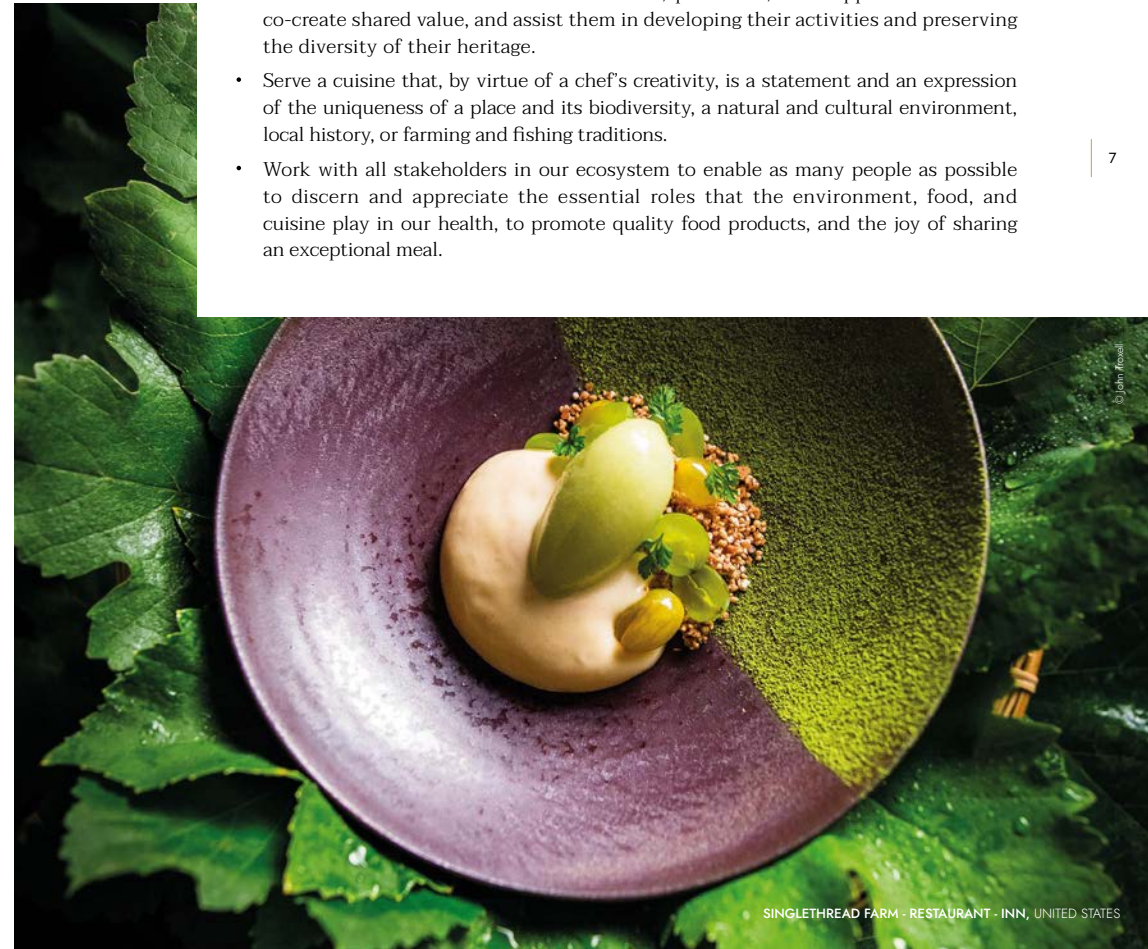 co-create shared value, and assist them in developing their activities and preserving
the diversity of their heritage.
• Serve a cuisine that, by virtue of a chef’s creativity, is a statement and an expression
of the uniqueness of a place and its biodiversity, a natural and cultural environment,
local history, or farming and fishing traditions.
• Work with all stakeholders in our ecosystem to enable as many people as possible
to discern and appreciate the essential roles that the environment, food, and
cuisine play in our health, to promote quality food products, and the joy of sharing
an exceptional meal.
7
© John Troxell
SINGLETHREAD FARM - RESTAURANT - INN, UNITED STATES